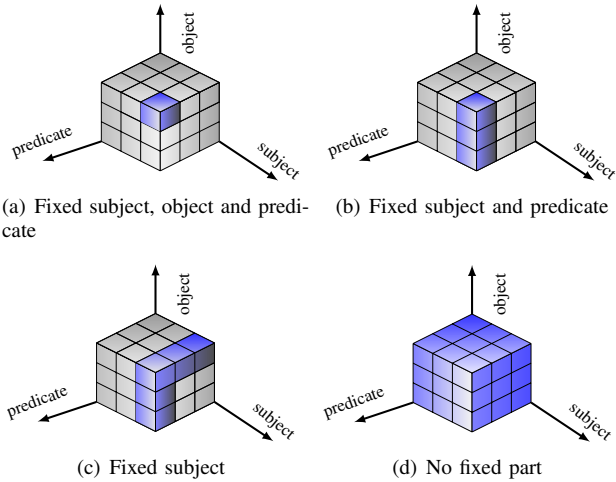 object
predicate
subject
(a) Fixed subject, object and predi-
cate
object
predicate
subject
(b) Fixed subject and predicate
object
predicate
subject
(c) Fixed subject
object
predicate
subject
(d) No fixed part